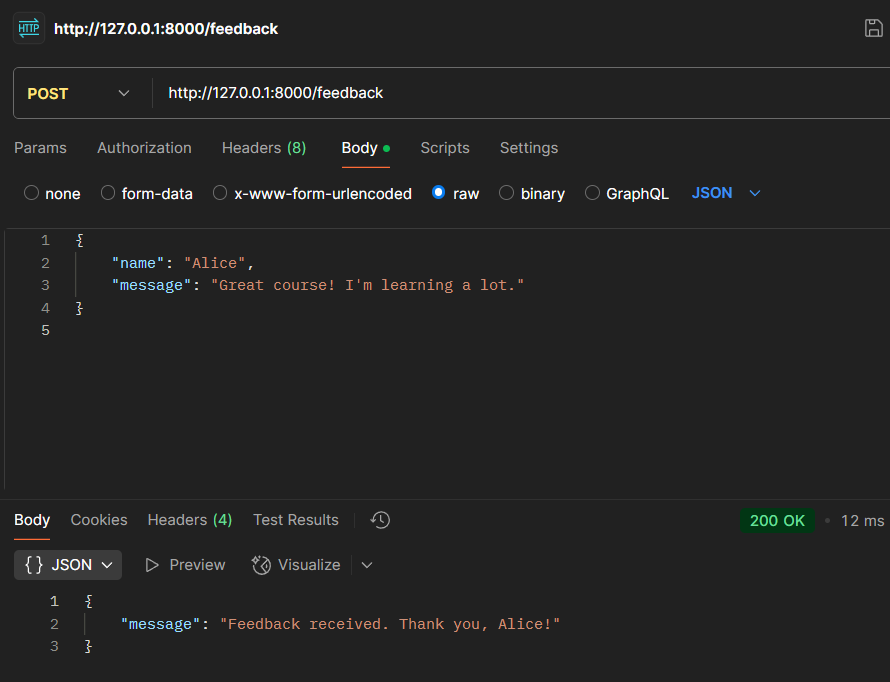 HTTP http://127.0.0.1:8000/feedback
POST http://127.0.0.1:8000/feedback
Params Authorization Headers (8) Body Scripts Settings
none form-data x-www-form-urlencoded raw binary GraphQL JSON
1 {
2 "name": "Alice",
3 "message": "Great course! I'm learning a lot."
4 }
5
Body Cookies Headers (4) Test Results 200 OK • 12 ms
{} JSON Preview Visualize
1 {
2 "message": "Feedback received. Thank you, Alice!"
3 }